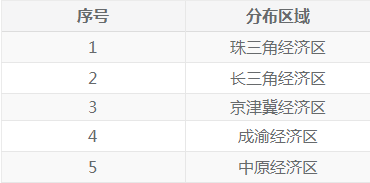 序号 分布区域
1 珠三角经济区
2 长三角经济区
3 京津冀经济区
4 成渝经济区
5 中原经济区